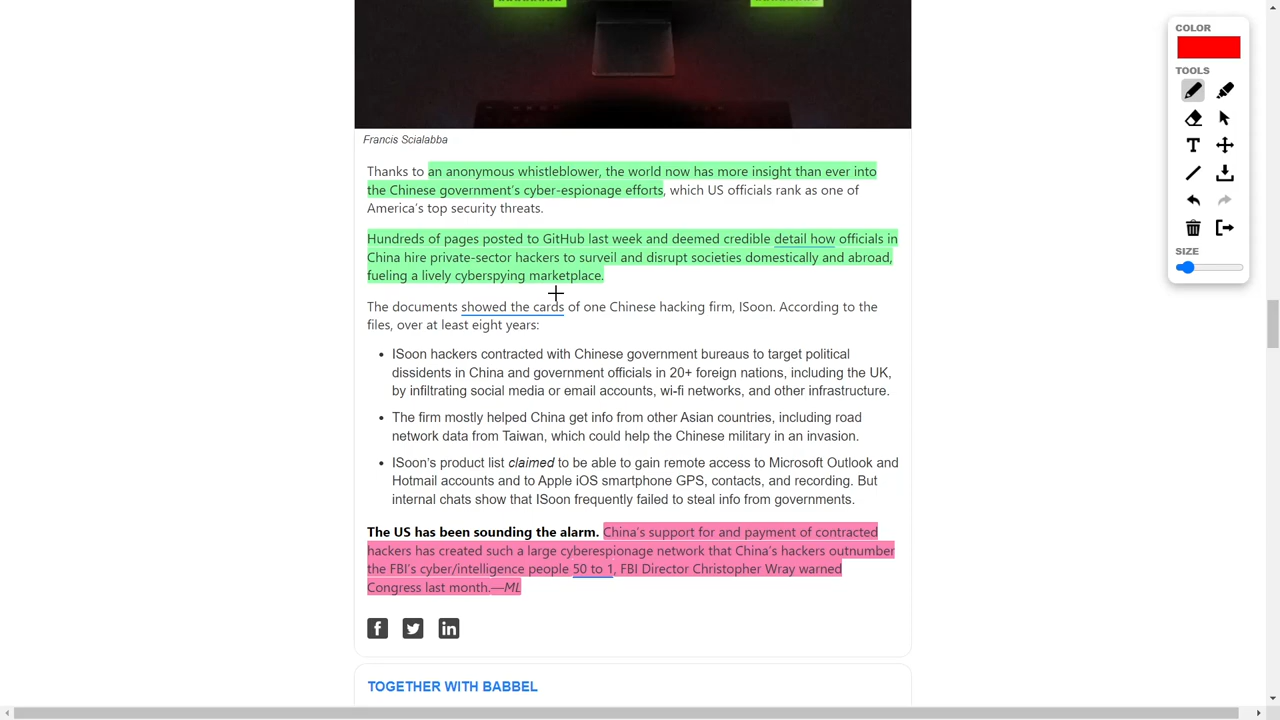 Francis Scialabba
Thanks to an anonymous whistleblower, the world now has more insight than ever into
the Chinese government's cyber-espionage efforts, which US officials rank as one of
America's top security threats.
Hundreds of pages posted to GitHub last week and deemed credible detail how officials in
China hire private-sector hackers to surveil and disrupt societies domestically and abroad,
fueling a lively cyberspying marketplace.
The documents showed the cards of one Chinese hacking firm, ISoon. According to the
files, over at least eight years:
• ISoon hackers contracted with Chinese government bureaus to target political
dissidents in China and government officials in 20+ foreign nations, including the UK,
by infiltrating social media or email accounts, wi-fi networks, and other infrastructure.
• The firm mostly helped China get info from other Asian countries, including road
network data from Taiwan, which could help the Chinese military in an invasion.
• ISoon's product list claimed to be able to gain remote access to Microsoft Outlook and
Hotmail accounts and to Apple iOS smartphone GPS, contacts, and recording. But
internal chats show that ISoon frequently failed to steal info from governments.
The US has been sounding the alarm. China's support for and payment of contracted
hackers has created such a large cyberespionage network that China's hackers outnumber
the FBI's cyber/intelligence people 50 to 1, FBI Director Christopher Wray warned
Congress last month.—ML
TOGETHER WITH BABBEL
COLOR
TOOLS
SIZE